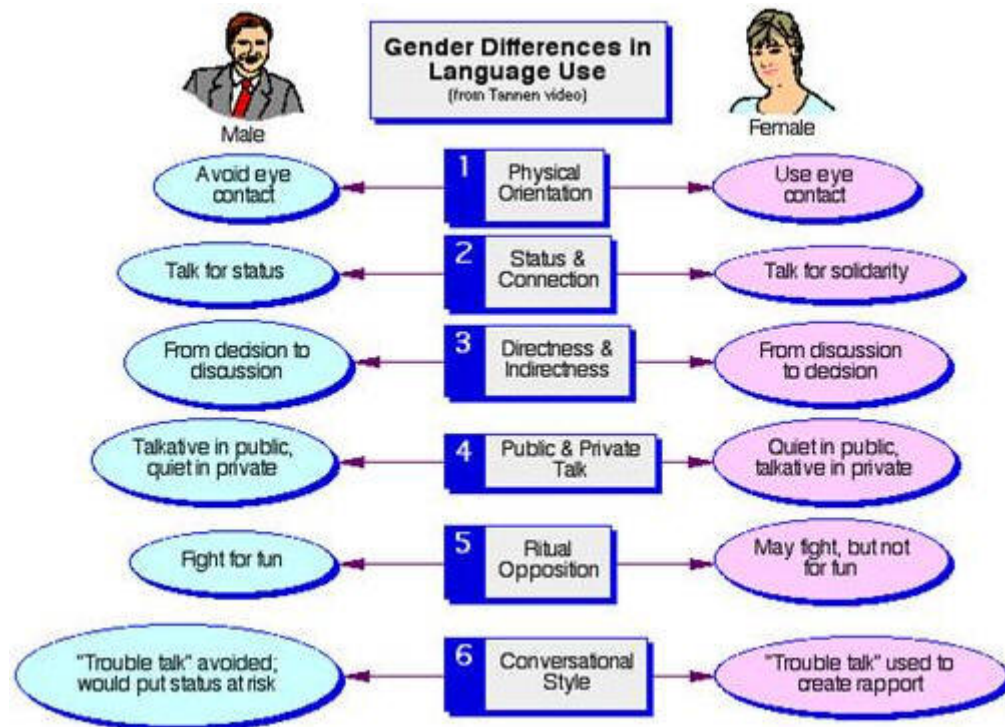 Gender Differences in
Language Use
(from Tannen video)
Male
Female
Avoid eye
contact
1
Physical
Orientation
Use eye
contact
Talk for status
2
Status &
Connection
Talk for solidarity
From decision to
discussion
3
Directness &
Indirectness
From discussion
to decision
Talkative in public,
quiet in private
4
Public & Private
Talk
Quiet in public,
talkative in private
Fight for fun
5
Ritual
Opposition
May fight, but not
for fun
"Trouble talk" avoided;
would put status at risk
6
Conversational
Style
"Trouble talk" used to
create rapport